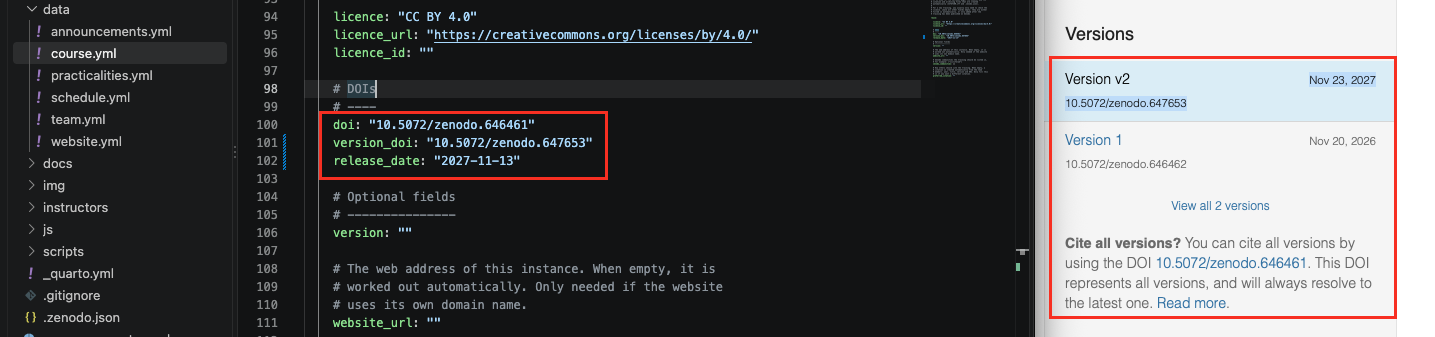 data
announcements.yml
course.yml
practicalities.yml
schedule.yml
team.yml
website.yml
docs
img
instructors
js
scripts
_quarto.yml
.gitignore
.zenodo.json
94 licence: "CC BY 4.0"
95 licence_url: "https://creativecommons.org/licenses/by/4.0/"
96 licence_id: ""
97
98 # DOIs
99 # ----
100 doi: "10.5072/zenodo.646461"
101 version_doi: "10.5072/zenodo.647653"
102 release_date: "2027-11-13"
103
104 # Optional fields
105 # ---------------
106 version: ""
107
108 # The web address of this instance. When empty, it is
109 # worked out automatically. Only needed if the website
110 # uses its own domain name.
111 website_url: ""
Versions
Version v2 Nov 23, 2027
10.5072/zenodo.647653
Version 1 Nov 20, 2026
10.5072/zenodo.646462
View all 2 versions
Cite all versions? You can cite all versions by
using the DOI 10.5072/zenodo.646461. This DOI
represents all versions, and will always resolve to
the latest one. Read more.